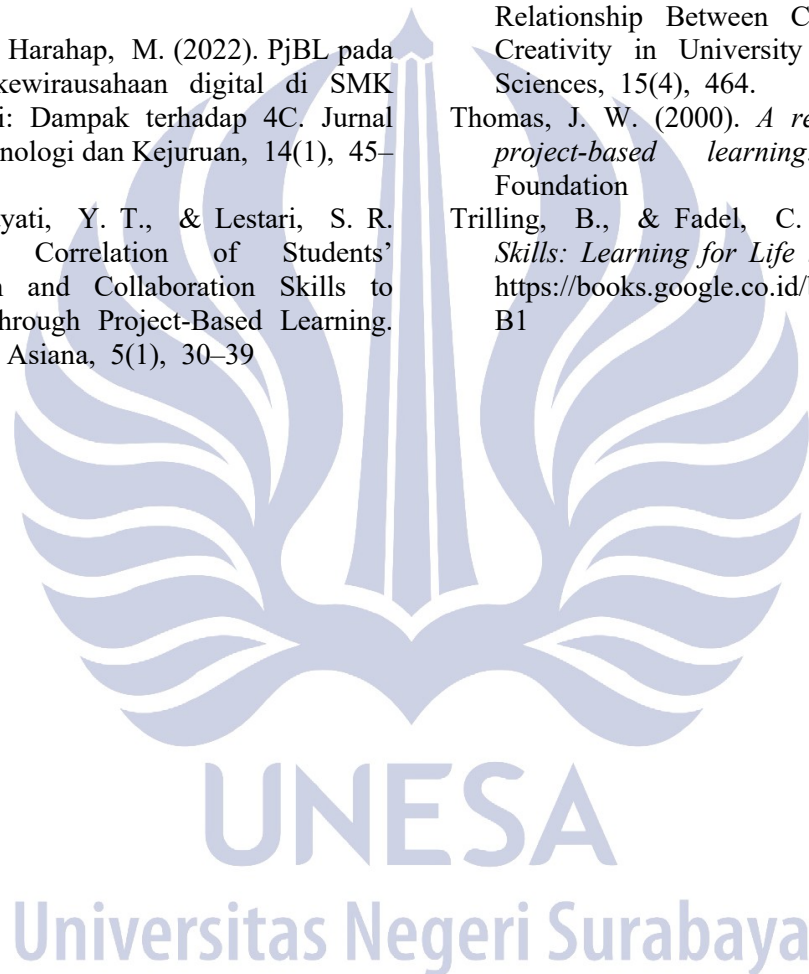 Harahap, M. (2022). PjBL pada
kewirausahaan digital di SMK
i: Dampak terhadap 4C. Jurnal
nologi dan Kejuruan, 14(1), 45–
yati, Y. T., & Lestari, S. R.
Correlation of Students’
and Collaboration Skills to
hrough Project-Based Learning.
Asiana, 5(1), 30–39
Relationship Between C
Creativity in University
Sciences, 15(4), 464.
Thomas, J. W. (2000). A re
project-based learning.
Foundation
Trilling, B., & Fadel, C.
Skills: Learning for Life
https://books.google.co.id/
B1
UNESA
Universitas Negeri Surabaya